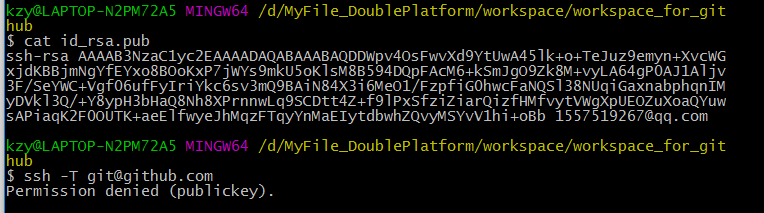 kzy@LAPTOP-N2PM72A5 MINGW64 /d/MyFile_DoublePlatform/workspace/workspace_for_git
hub
$ cat id_rsa.pub
ssh-rsa AAAAB3NzaC1yc2EAAAADAQABAAABAQDDWpv4OsFwvXd9YtUwA45lk+o+TeJuz9emyn+XvcWG
xjdKBBjmNgYfEYxo8BOoKxP7jWYs9mkU5oKlsM8B594DQpFAcM6+kSmJgO9Zk8M+vyLA64gPOAJ1Aljv
3F/SeYWC+Vgf06ufFyIriYkc6sv3mQ9BAiN84X3i6MeO1/FzpfiGOhwcFaNQSl38NUqiGaxnabphqnIM
yDVkl3Q/+Y8ypH3bHaQ8Nh8XPrnnwLq9SCDtt4Z+f9lPxSfziZiarQizfHMfvytVWgXpUEOZuXoaQYuw
sAPiaqK2FOOUTK+aeElfwyeJhMqzFTqyYnMaEIytdbwhZQvyMSYvV1hi+oBb 1557519267@qq.com
kzy@LAPTOP-N2PM72A5 MINGW64 /d/MyFile_DoublePlatform/workspace/workspace_for_git
hub
$ ssh -T git@github.com
Permission denied (publickey).